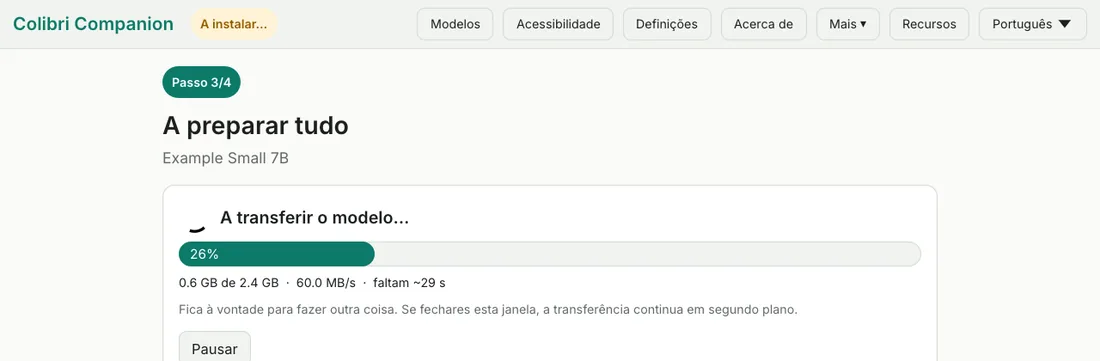 Colibri Companion A instalar... Modelos Acessibilidade Definições Acerca de Mais ▾ Recursos Português ▼
Passo 3/4
A preparar tudo
Example Small 7B
A transferir o modelo...
26%
0.6 GB de 2.4 GB · 60.0 MB/s · faltam ~29 s
Fica à vontade para fazer outra coisa. Se fechares esta janela, a transferência continua em segundo plano.
Pausar